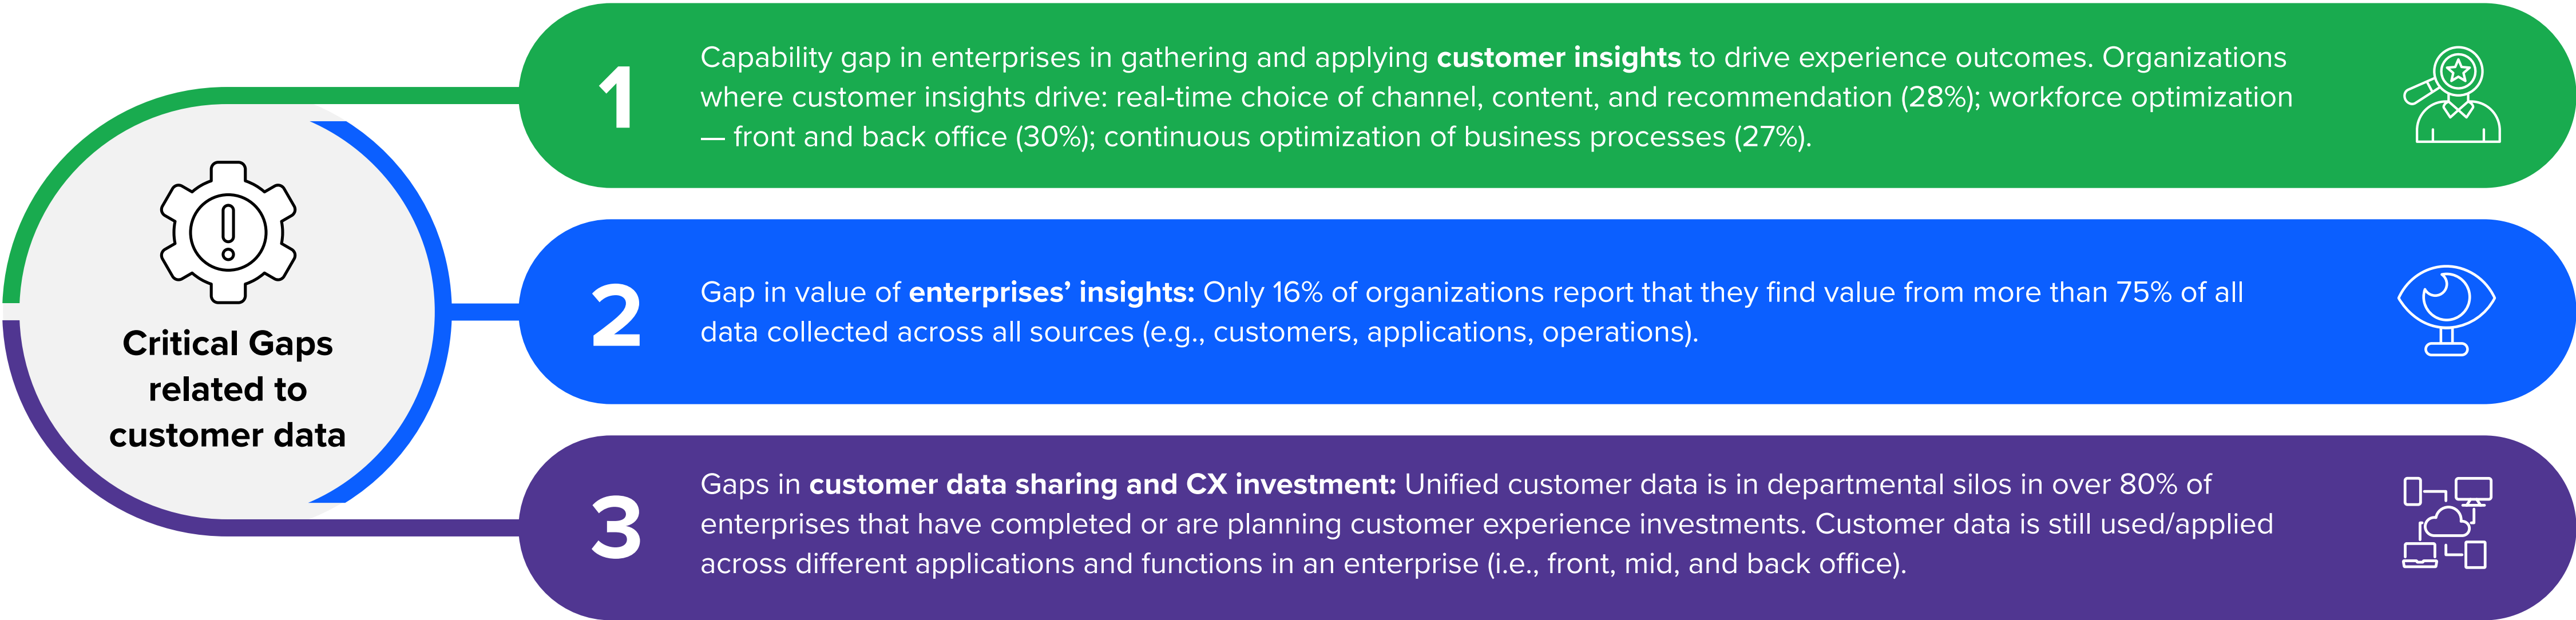 Critical Gaps
related to
customer data
1
Capability gap in enterprises in gathering and applying customer insights to drive experience outcomes. Organizations
where customer insights drive: real-time choice of channel, content, and recommendation (28%); workforce optimization
— front and back office (30%); continuous optimization of business processes (27%).
2
Gap in value of enterprises’ insights: Only 16% of organizations report that they find value from more than 75% of all
data collected across all sources (e.g., customers, applications, operations).
3
Gaps in customer data sharing and CX investment: Unified customer data is in departmental silos in over 80% of
enterprises that have completed or are planning customer experience investments. Customer data is still used/applied
across different applications and functions in an enterprise (i.e., front, mid, and back office).